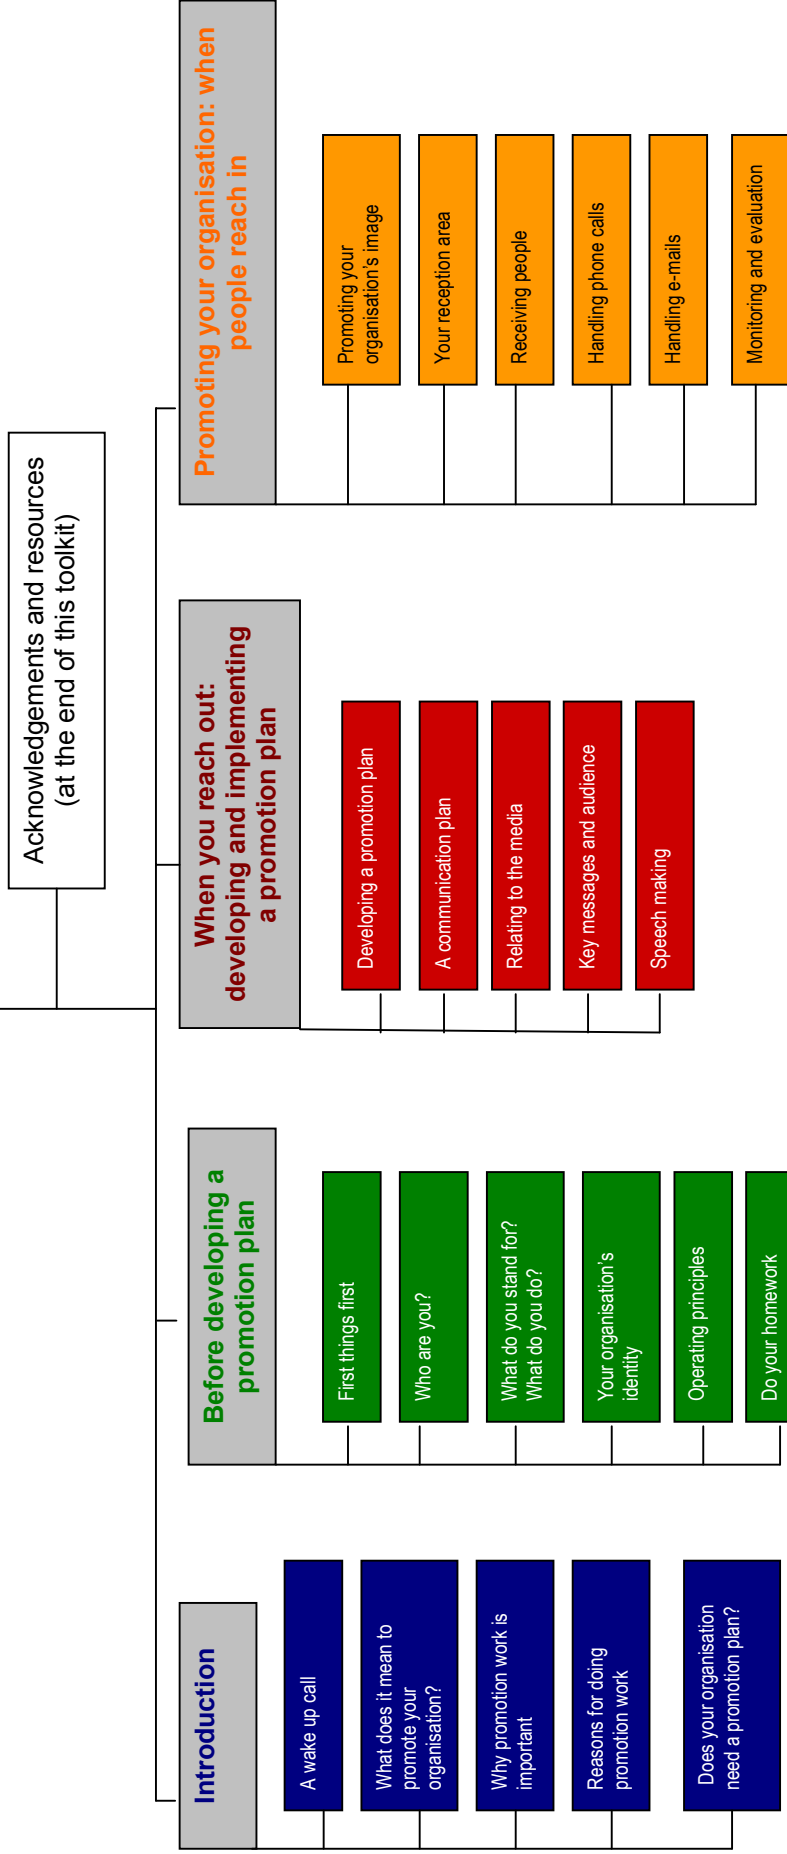 Acknowledgements and resources
(at the end of this toolkit)
Introduction
A wake up call
What does it mean to
promote your
organisation?
Why promotion work is
important
Reasons for doing
promotion work
Does your organisation
need a promotion plan?
Before developing a
promotion plan
First things first
Who are you?
What do you stand for?
What do you do?
Your organisation's
identity
Operating principles
Do your homework
When you reach out:
developing and implementing
a promotion plan
Developing a promotion plan
A communication plan
Relating to the media
Key messages and audience
Speech making
Promoting your organisation: when
people reach in
Promoting your
organisation's image
Your reception area
Receiving people
Handling phone calls
Handling e-mails
Monitoring and evaluation